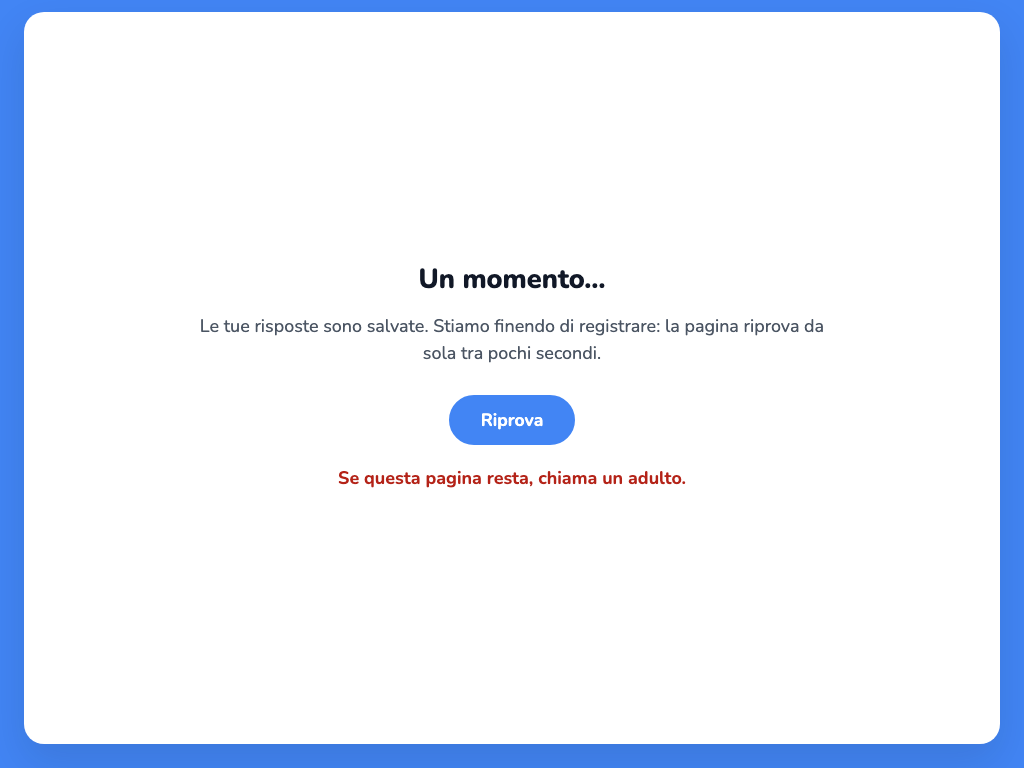 Un momento...
Le tue risposte sono salvate. Stiamo finendo di registrare: la pagina riprova da
sola tra pochi secondi.
Riprova
Se questa pagina resta, chiama un adulto.